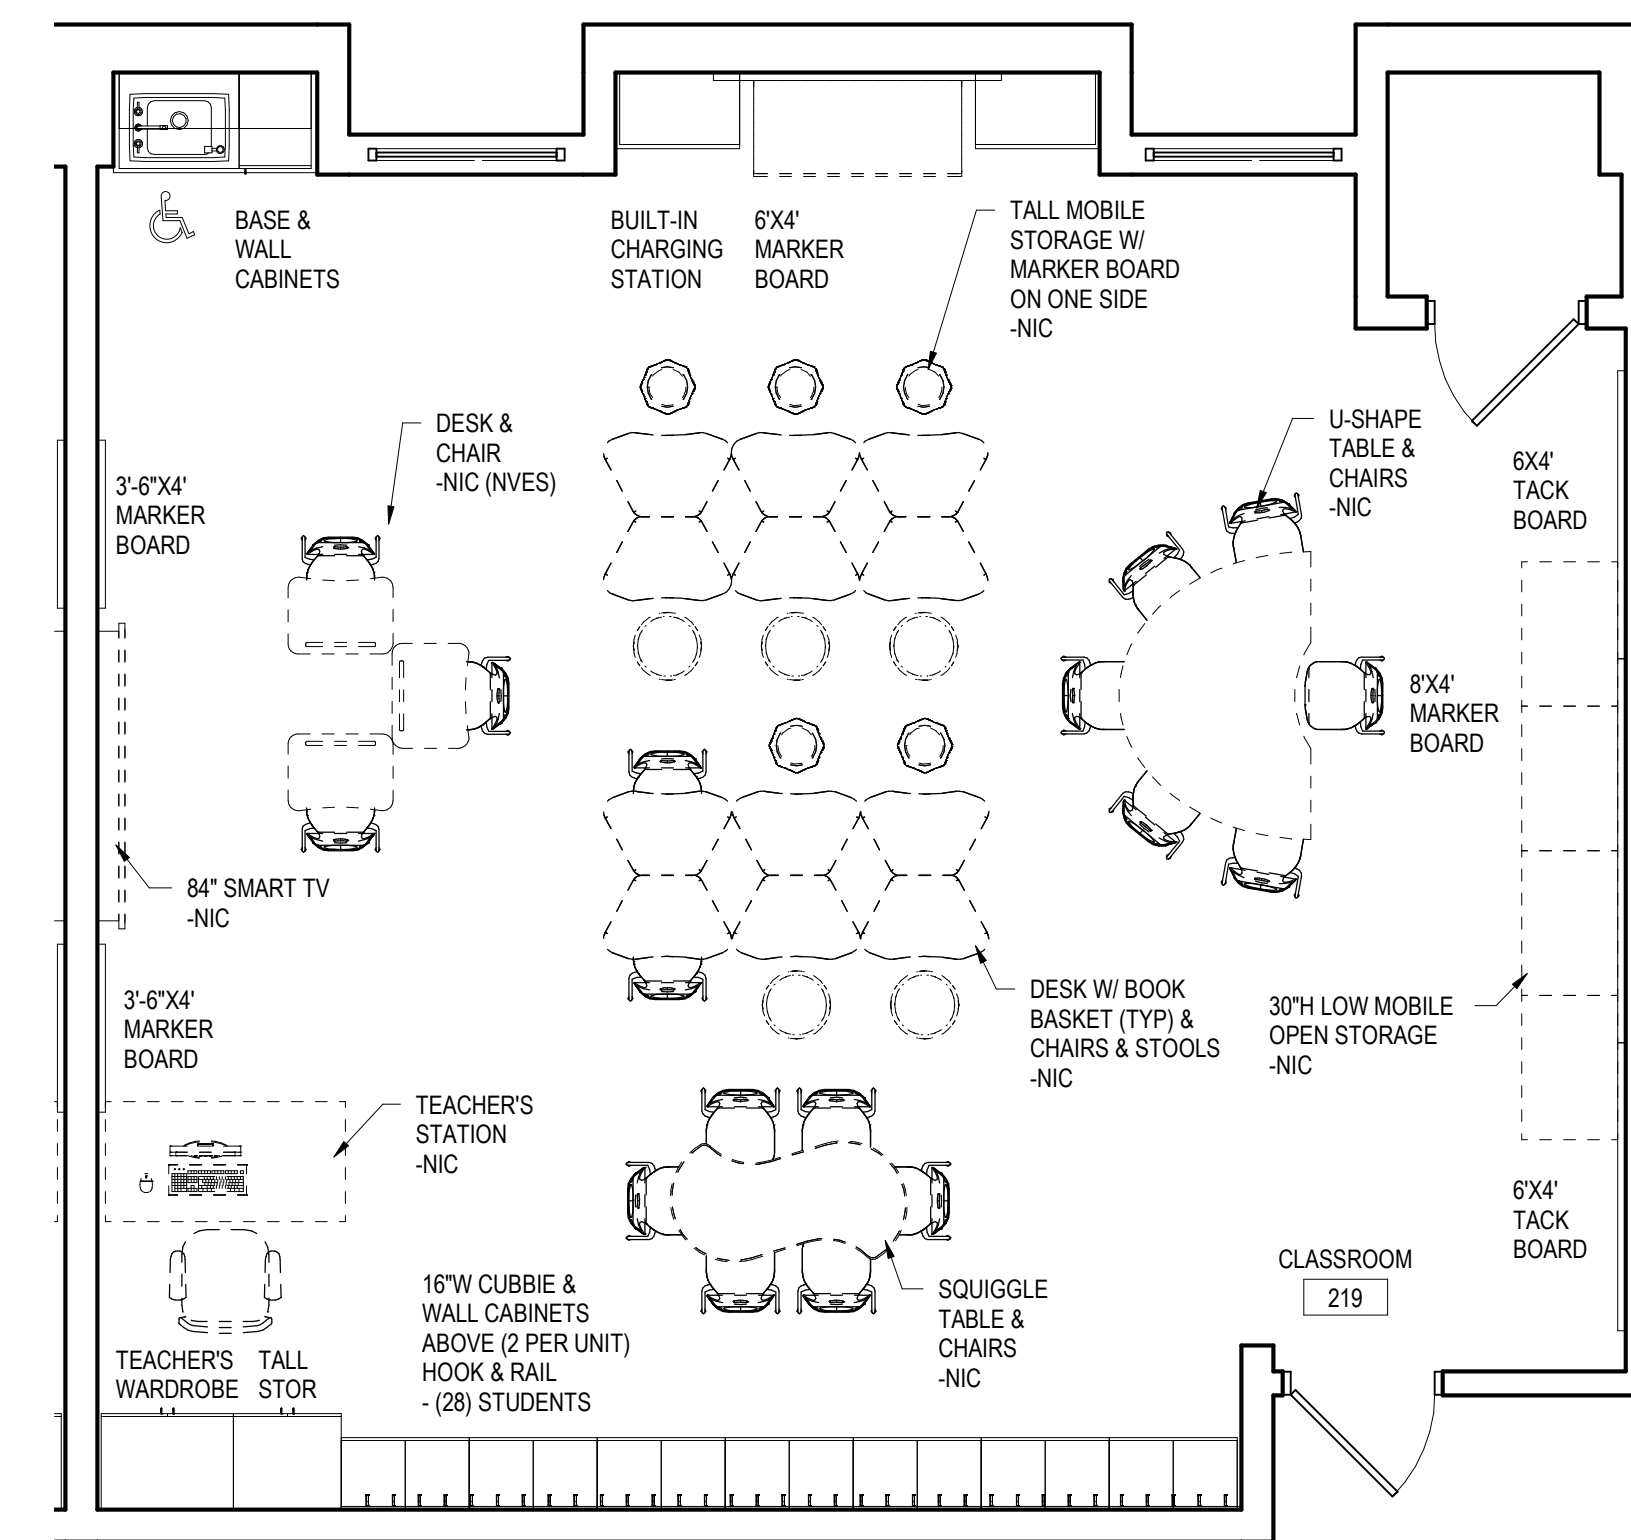 BASE &
WALL
CABINETS
BUILT-IN
CHARGING
STATION
6'X4'
MARKER
BOARD
TALL MOBILE
STORAGE W/
MARKER BOARD
ON ONE SIDE
-NIC
DESK &
CHAIR
-NIC (NVES)
U-SHAPE
TABLE &
CHAIRS
-NIC
6X4'
TACK
BOARD
3'-6"X4'
MARKER
BOARD
8'X4'
MARKER
BOARD
84" SMART TV
-NIC
3'-6"X4'
MARKER
BOARD
DESK W/ BOOK
BASKET (TYP) &
CHAIRS & STOOLS
-NIC
30"H LOW MOBILE
OPEN STORAGE
-NIC
TEACHER'S
STATION
-NIC
6'X4'
TACK
BOARD
CLASSROOM
219
16"W CUBBIE &
WALL CABINETS
ABOVE (2 PER UNIT)
HOOK & RAIL
- (28) STUDENTS
SQUIGGLE
TABLE &
CHAIRS
-NIC
TEACHER'S
WARDROBE
TALL
STOR